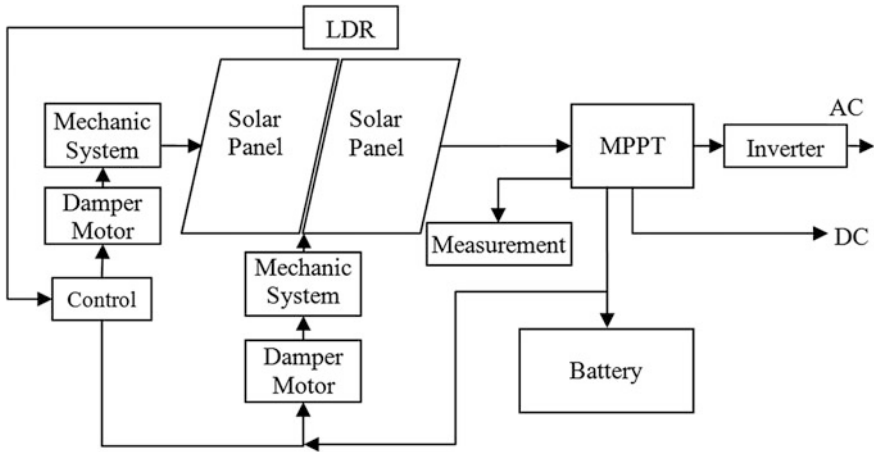 LDR
Mechanic
System
Solar
Panel
Solar
Panel
MPPT
AC
Inverter
Damper
Motor
Measurement
DC
Control
Mechanic
System
Damper
Motor
Battery